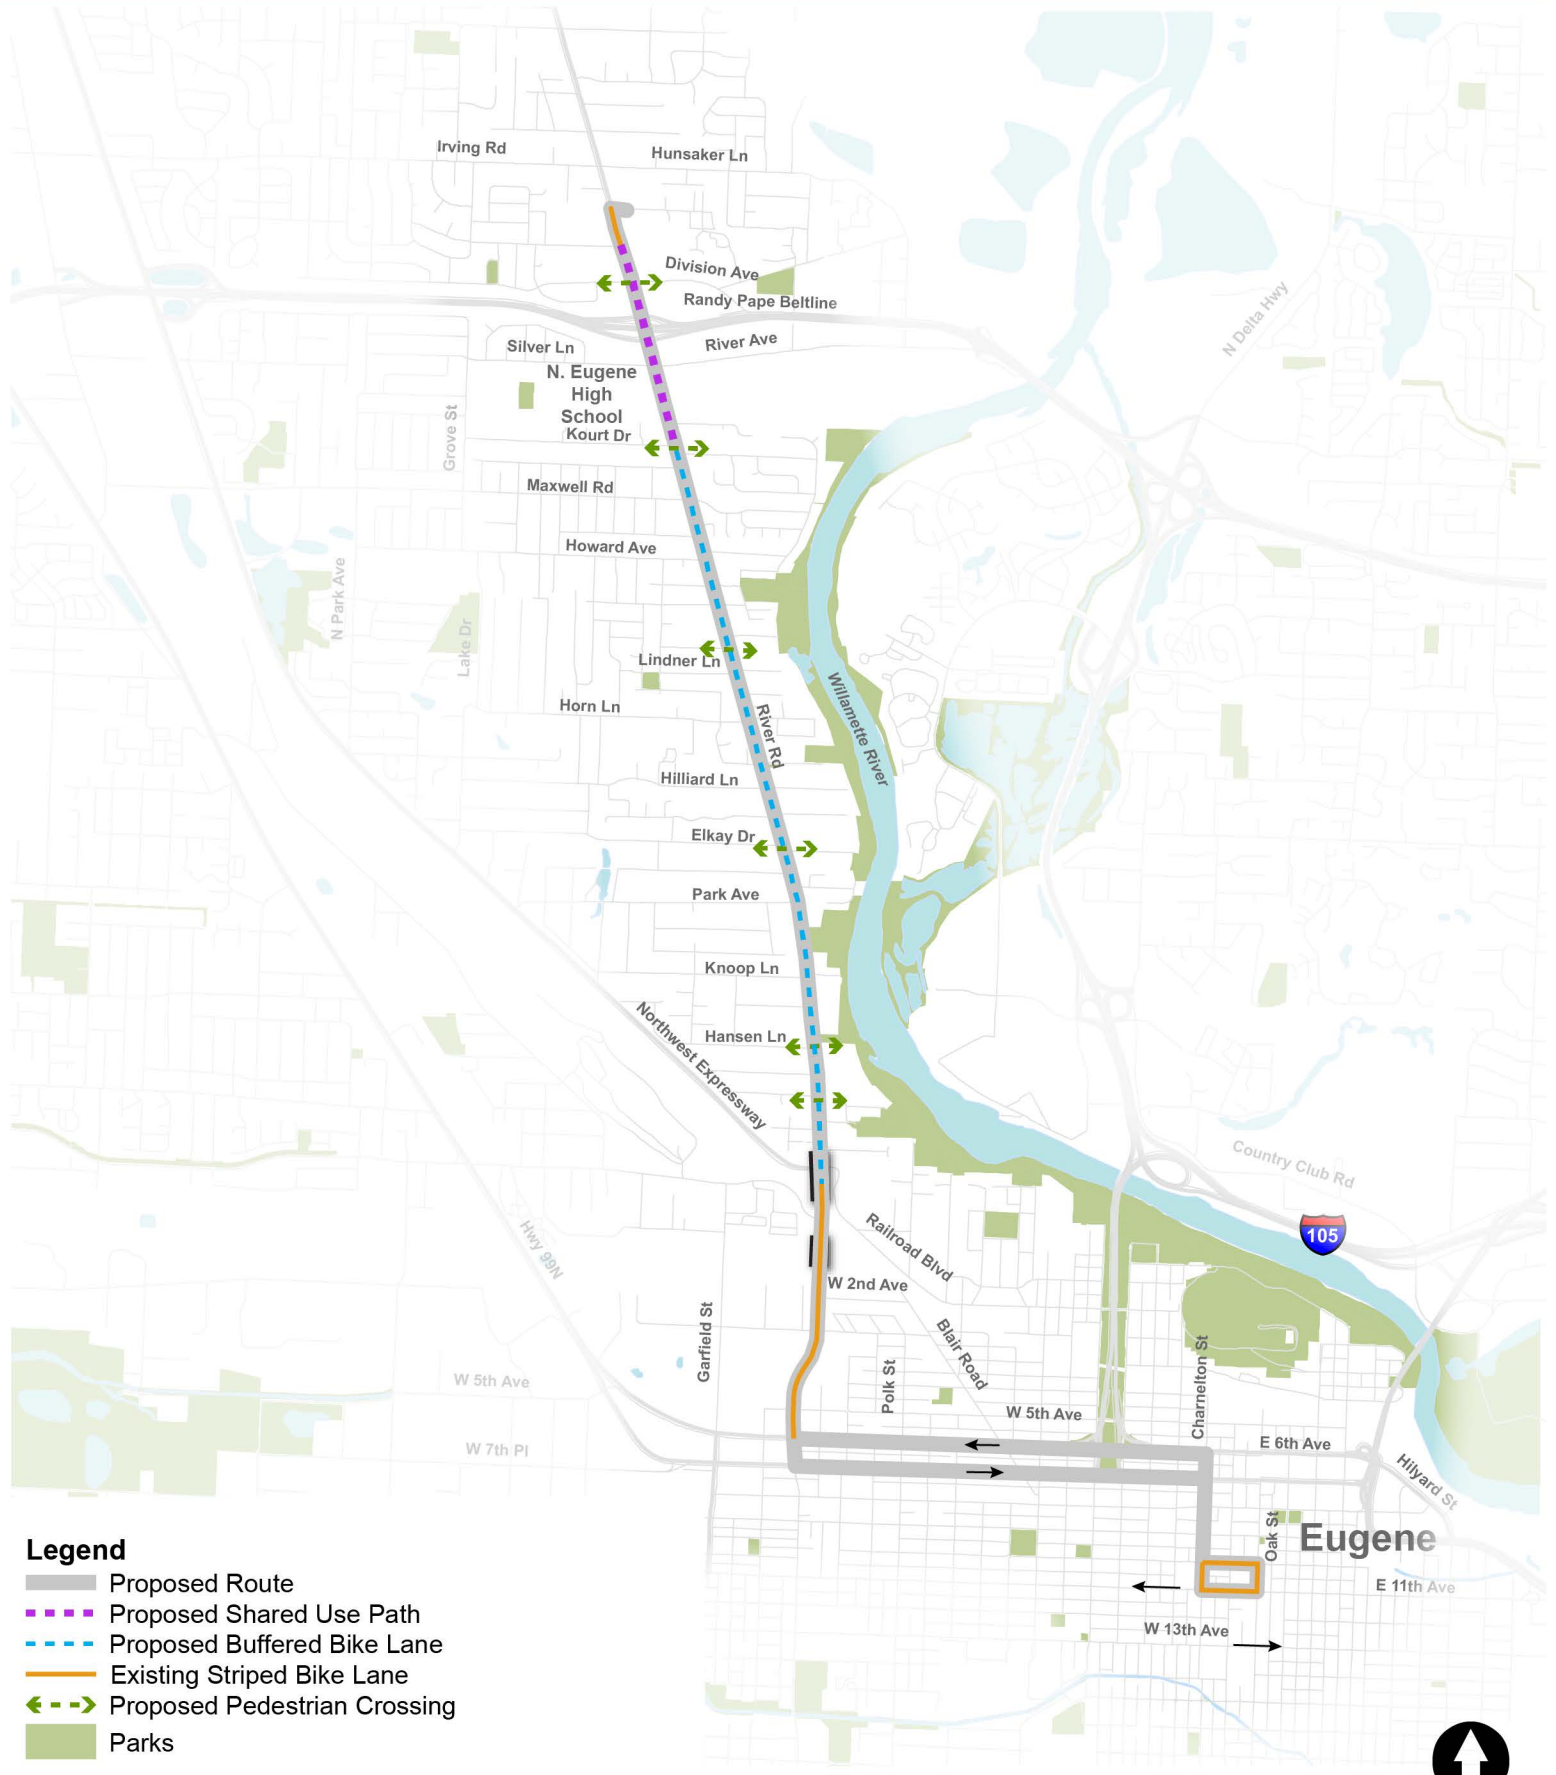 Irving Rd
Hunsaker Ln
Division Ave
Randy Pape Beltline
Silver Ln
River Ave
N Delta Hwy
N. Eugene
High
School
Kourt Dr
Grove St
Maxwell Rd
Howard Ave
N Park Ave
Lake Dr
Lindner Ln
Horn Ln
River Rd
Willamette River
Hilliard Ln
Elkay Dr
Park Ave
Knoop Ln
Northwest Expressway
Hansen Ln
Country Club Rd
Hwy 99N
Railroad Blvd
105
W 2nd Ave
Garfield St
Blair Road
Polk St
Charnelton St
W 5th Ave
W 5th Ave
E 6th Ave
W 7th Pl
Hilyard St
Oak St
Eugene
E 11th Ave
W 13th Ave
Legend
Proposed Route
Proposed Shared Use Path
Proposed Buffered Bike Lane
Existing Striped Bike Lane
Proposed Pedestrian Crossing
Parks